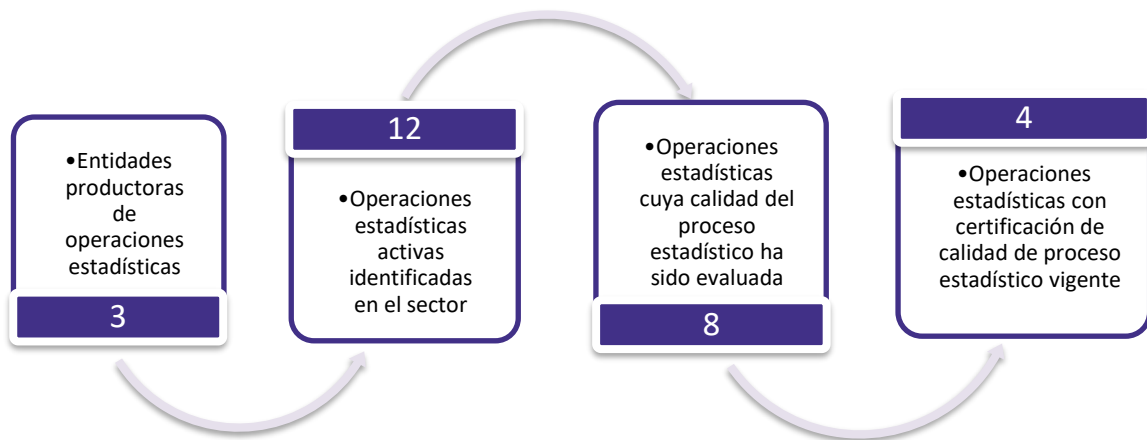 •Entidades
productoras
de
operaciones
estadísticas
3
12
•Operaciones
estadísticas
activas
identificadas
en el sector
•Operaciones
estadísticas
cuya calidad del
proceso
estadístico ha
sido evaluada
8
4
•Operaciones
estadísticas con
certificación de
calidad de proceso
estadístico vigente